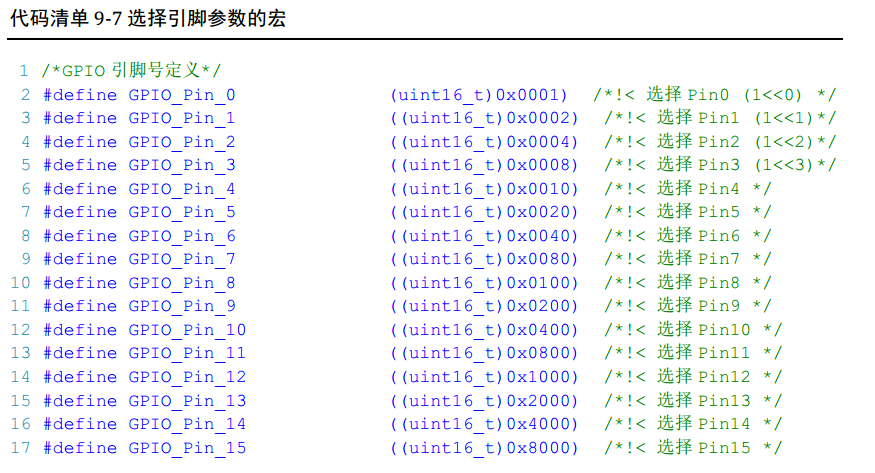 代码清单 9-7 选择引脚参数的宏
1 /*GPIO 引脚号定义*/
2 #define GPIO_Pin_0 (uint16_t)0x0001) /*!< 选择 Pin0 (1<<0) */
3 #define GPIO_Pin_1 ((uint16_t)0x0002) /*!< 选择 Pin1 (1<<1)*/
4 #define GPIO_Pin_2 ((uint16_t)0x0004) /*!< 选择 Pin2 (1<<2)*/
5 #define GPIO_Pin_3 ((uint16_t)0x0008) /*!< 选择 Pin3 (1<<3)*/
6 #define GPIO_Pin_4 ((uint16_t)0x0010) /*!< 选择 Pin4 */
7 #define GPIO_Pin_5 ((uint16_t)0x0020) /*!< 选择 Pin5 */
8 #define GPIO_Pin_6 ((uint16_t)0x0040) /*!< 选择 Pin6 */
9 #define GPIO_Pin_7 ((uint16_t)0x0080) /*!< 选择 Pin7 */
10 #define GPIO_Pin_8 ((uint16_t)0x0100) /*!< 选择 Pin8 */
11 #define GPIO_Pin_9 ((uint16_t)0x0200) /*!< 选择 Pin9 */
12 #define GPIO_Pin_10 ((uint16_t)0x0400) /*!< 选择 Pin10 */
13 #define GPIO_Pin_11 ((uint16_t)0x0800) /*!< 选择 Pin11 */
14 #define GPIO_Pin_12 ((uint16_t)0x1000) /*!< 选择 Pin12 */
15 #define GPIO_Pin_13 ((uint16_t)0x2000) /*!< 选择 Pin13 */
16 #define GPIO_Pin_14 ((uint16_t)0x4000) /*!< 选择 Pin14 */
17 #define GPIO_Pin_15 ((uint16_t)0x8000) /*!< 选择 Pin15 */